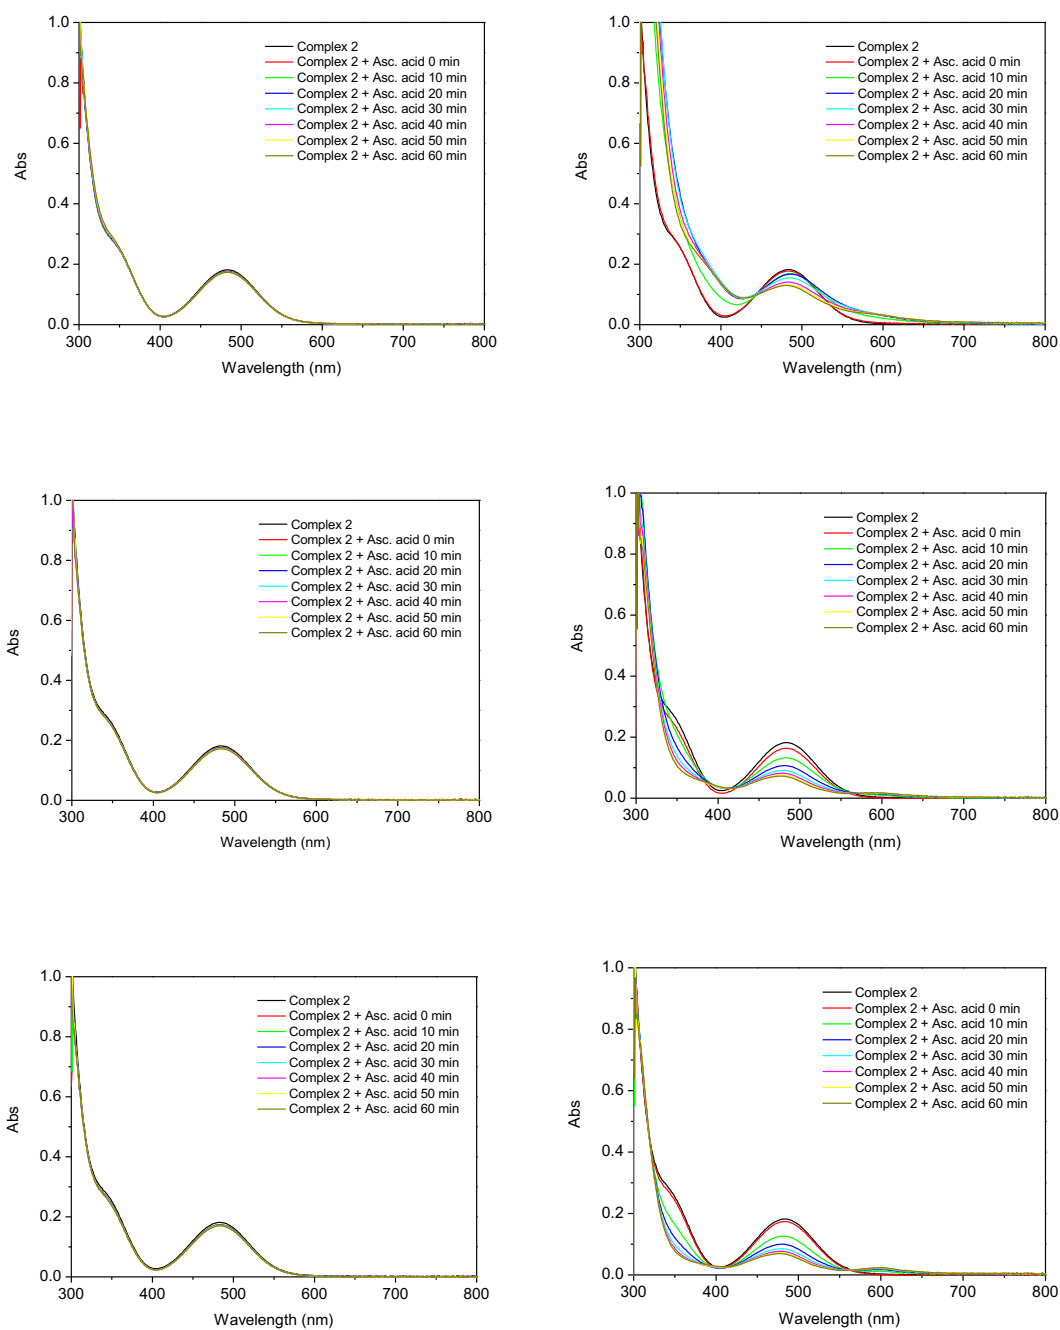 1.0
0.8
0.6
0.4
0.2
0.0
Abs
300 400 500 600 700 800
Wavelength (nm)
Complex 2
Complex 2 + Asc. acid 0 min
Complex 2 + Asc. acid 10 min
Complex 2 + Asc. acid 20 min
Complex 2 + Asc. acid 30 min
Complex 2 + Asc. acid 40 min
Complex 2 + Asc. acid 50 min
Complex 2 + Asc. acid 60 min
1.0
0.8
0.6
0.4
0.2
0.0
Abs
300 400 500 600 700 800
Wavelength (nm)
Complex 2
Complex 2 + Asc. acid 0 min
Complex 2 + Asc. acid 10 min
Complex 2 + Asc. acid 20 min
Complex 2 + Asc. acid 30 min
Complex 2 + Asc. acid 40 min
Complex 2 + Asc. acid 50 min
Complex 2 + Asc. acid 60 min
1.0
0.8
0.6
0.4
0.2
0.0
Abs
300 400 500 600 700 800
Wavelength (nm)
Complex 2
Complex 2 + Asc. acid 0 min
Complex 2 + Asc. acid 10 min
Complex 2 + Asc. acid 20 min
Complex 2 + Asc. acid 30 min
Complex 2 + Asc. acid 40 min
Complex 2 + Asc. acid 50 min
Complex 2 + Asc. acid 60 min
1.0
0.8
0.6
0.4
0.2
0.0
Abs
300 400 500 600 700 800
Wavelength (nm)
Complex 2
Complex 2 + Asc. acid 0 min
Complex 2 + Asc. acid 10 min
Complex 2 + Asc. acid 20 min
Complex 2 + Asc. acid 30 min
Complex 2 + Asc. acid 40 min
Complex 2 + Asc. acid 50 min
Complex 2 + Asc. acid 60 min
1.0
0.8
0.6
0.4
0.2
0.0
Abs
300 400 500 600 700 800
Wavelength (nm)
Complex 2
Complex 2 + Asc. acid 0 min
Complex 2 + Asc. acid 10 min
Complex 2 + Asc. acid 20 min
Complex 2 + Asc. acid 30 min
Complex 2 + Asc. acid 40 min
Complex 2 + Asc. acid 50 min
Complex 2 + Asc. acid 60 min
1.0
0.8
0.6
0.4
0.2
0.0
Abs
300 400 500 600 700 800
Wavelength (nm)
Complex 2
Complex 2 + Asc. acid 0 min
Complex 2 + Asc. acid 10 min
Complex 2 + Asc. acid 20 min
Complex 2 + Asc. acid 30 min
Complex 2 + Asc. acid 40 min
Complex 2 + Asc. acid 50 min
Complex 2 + Asc. acid 60 min